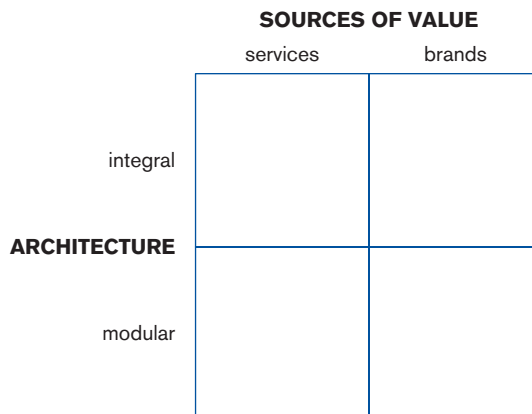 SOURCES OF VALUE
services brands
integral
ARCHITECTURE
modular